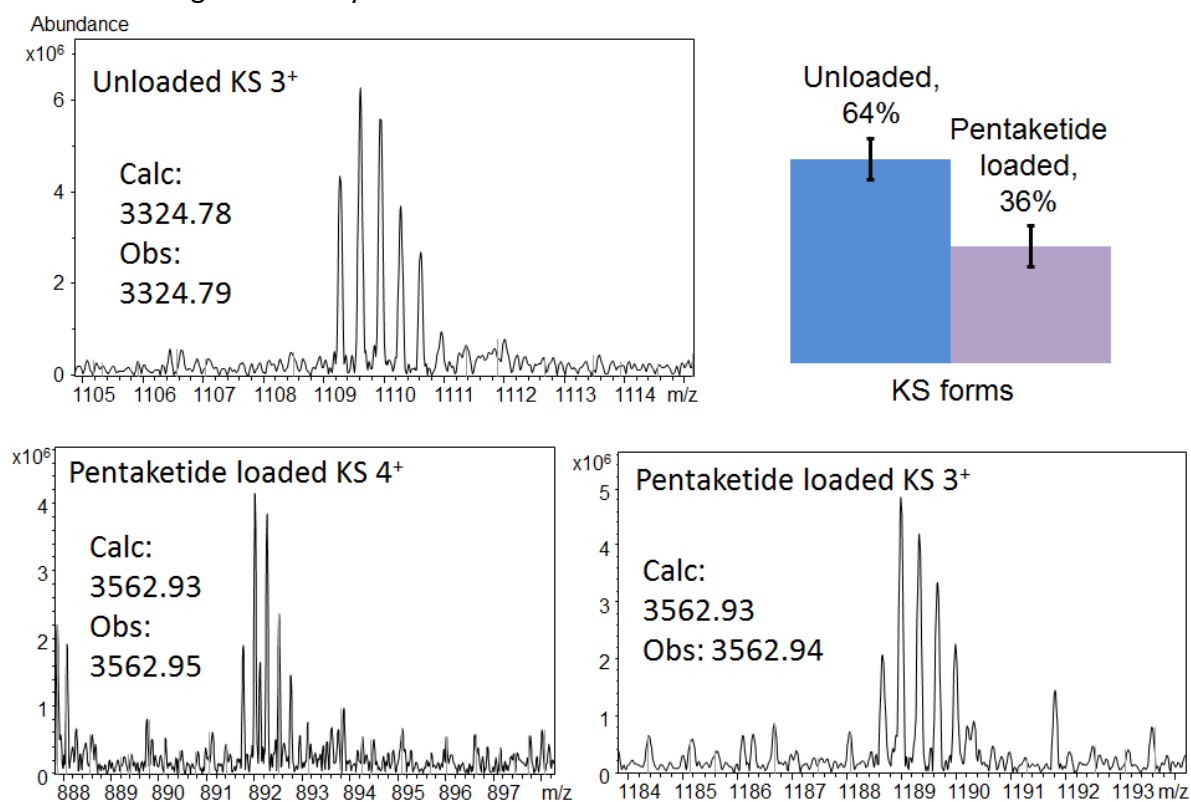 Abundance
x10⁶
Unloaded KS 3⁺
6
4
2
0
Calc:
3324.78
Obs:
3324.79
1105 1106 1107 1108 1109 1110 1111 1112 1113 1114 m/z
Unloaded,
64%
Pentaketide
loaded,
36%
KS forms
x10⁶
Pentaketide loaded KS 4⁺
4
3
2
1
0
Calc:
3562.93
Obs:
3562.95
888 889 890 891 892 893 894 895 896 897 m/z
x10⁶
Pentaketide loaded KS 3⁺
5
4
3
2
1
0
Calc:
3562.93
Obs: 3562.94
1184 1185 1186 1187 1188 1189 1190 1191 1192 1193 m/z